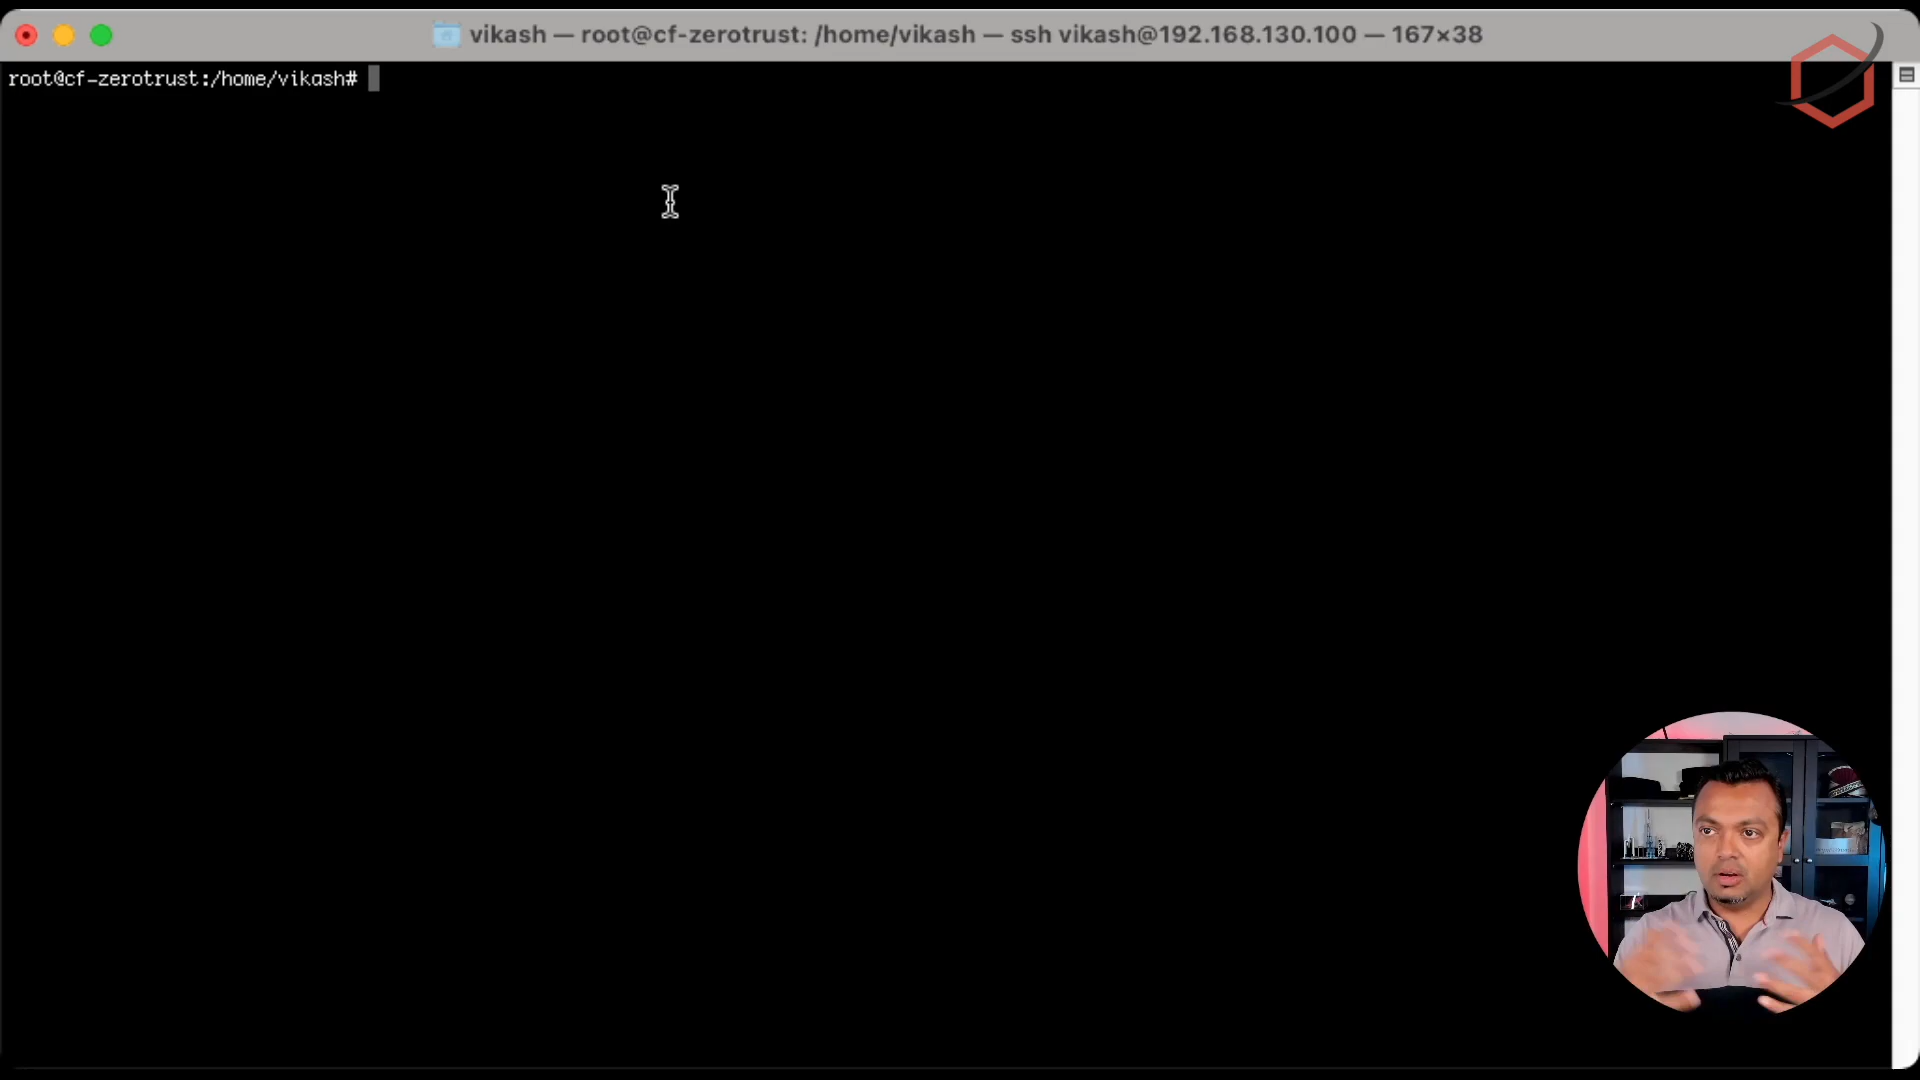 vikash — root@cf-zerotrust: /home/vikash — ssh vikash@192.168.130.100 — 167×38
root@cf-zerotrust:/home/vikash#